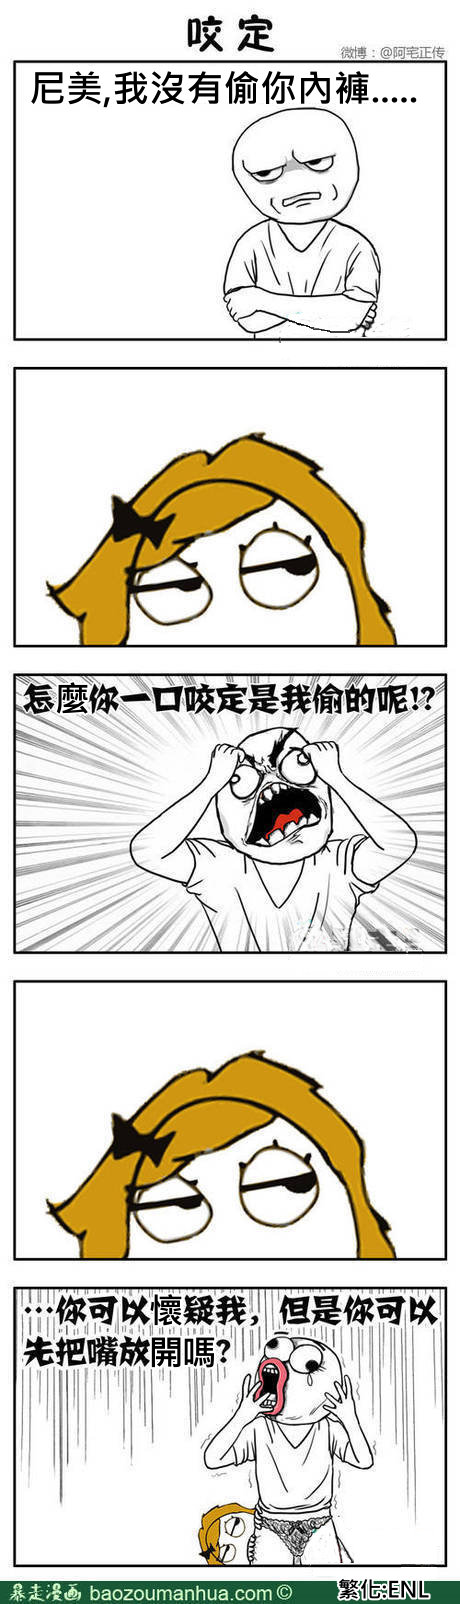 咬定
微博：@阿宅正传
尼美,我沒有偷你內褲.....
怎麼你一口咬定是我偷的呢!?
…你可以懷疑我，但是你可以
先把嘴放開嗎?
暴走漫画 baozoumanhua.com © 繁化:ENL